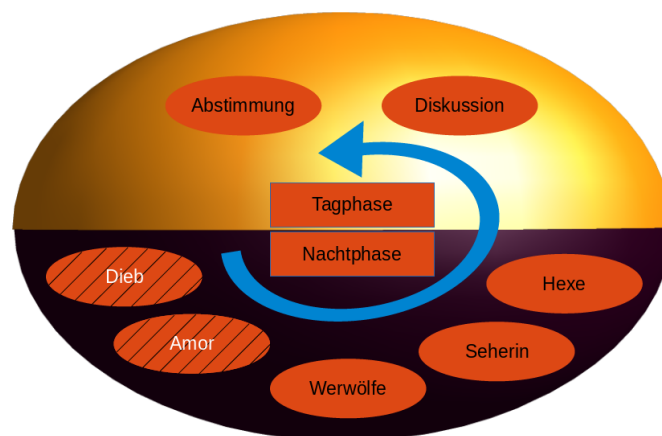 Abstimmung
Diskussion
Tagphase
Nachtphase
Dieb
Hexe
Amor
Seherin
Werwölfe